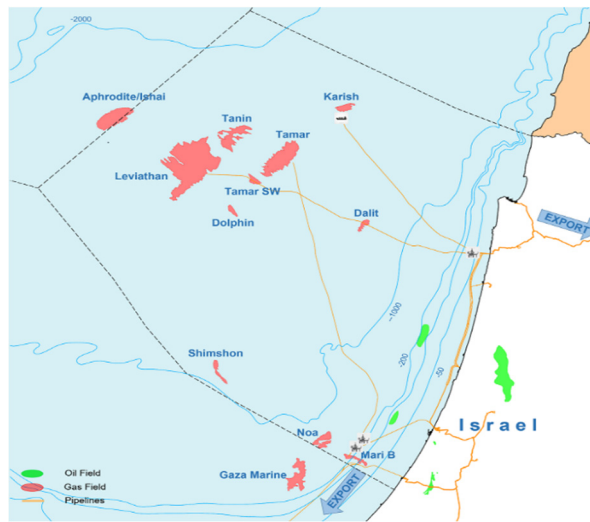 -2000
Aphrodite/Ishai
Karish
Tanin
Tamar
Leviathan
Tamar SW
Dolphin
Dalit
EXPORT
-1000
-200
-50
Shimshon
Israel
Noa
Mari B
Gaza Marine
EXPORT
Oil Field
Gas Field
Pipelines